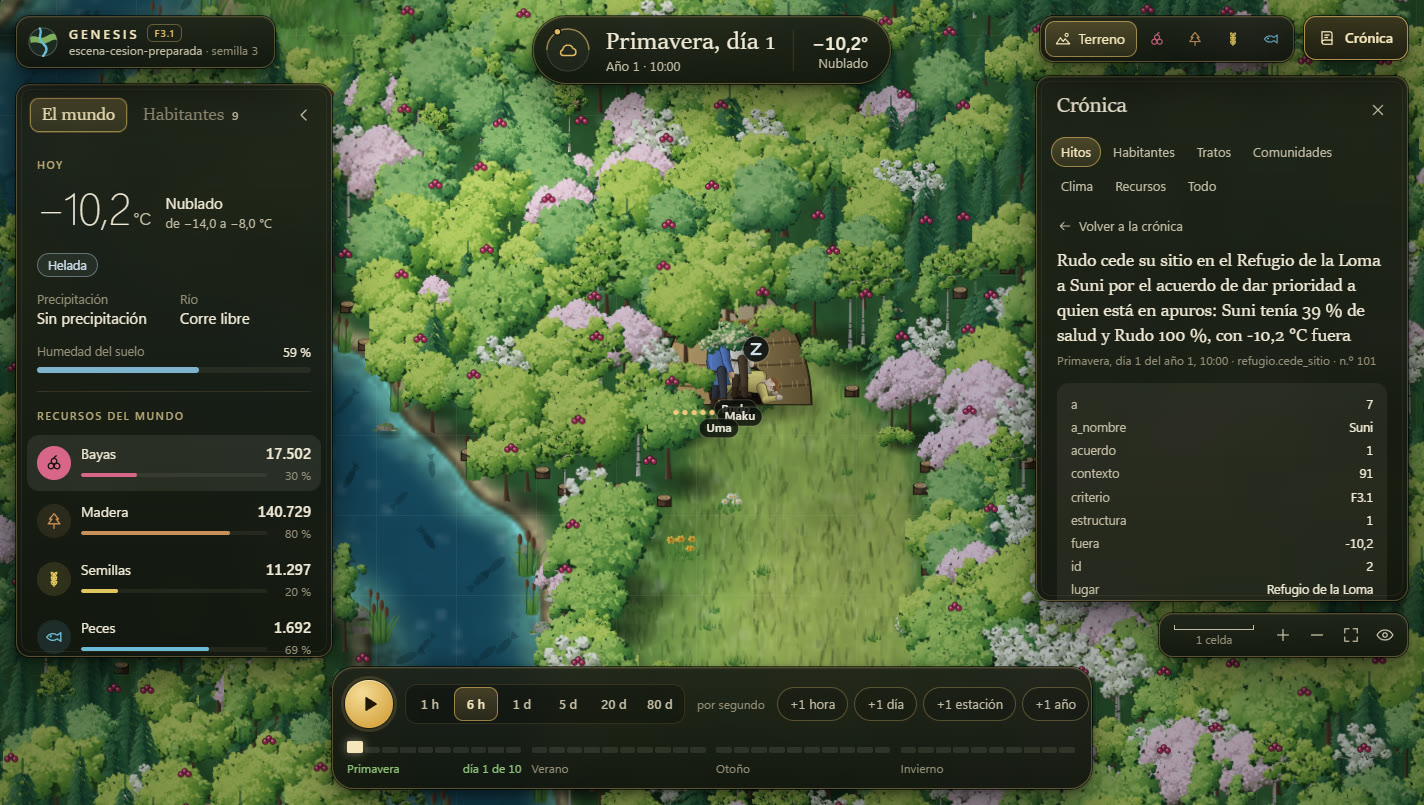 GENESIS F3.1
escena-cesion-preparada · semilla 3
Primavera, día 1
Año 1 · 10:00
−10,2°
Nublado
Terreno
Crónica
El mundo
Habitantes 9
HOY
−10,2 °C
Nublado
de −14,0 a −8,0 °C
Helada
Precipitación
Sin precipitación
Río
Corre libre
Humedad del suelo 59 %
RECURSOS DEL MUNDO
Bayas 17.502
30 %
Madera 140.729
80 %
Semillas 11.297
20 %
Peces 1.692
69 %
Z
Maku
Uma
Crónica
Hitos Habitantes Tratos Comunidades
Clima Recursos Todo
← Volver a la crónica
Rudo cede su sitio en el Refugio de la Loma
a Suni por el acuerdo de dar prioridad a
quien está en apuros: Suni tenía 39 % de
salud y Rudo 100 %, con -10,2 °C fuera
Primavera, día 1 del año 1, 10:00 · refugio.cede_sitio · n.º 101
a 7
a_nombre Suni
acuerdo 1
contexto 91
criterio F3.1
estructura 1
fuera -10,2
id 2
lugar Refugio de la Loma
1 celda
1 h 6 h 1 d 5 d 20 d 80 d por segundo +1 hora +1 día +1 estación +1 año
Primavera día 1 de 10 Verano Otoño Invierno